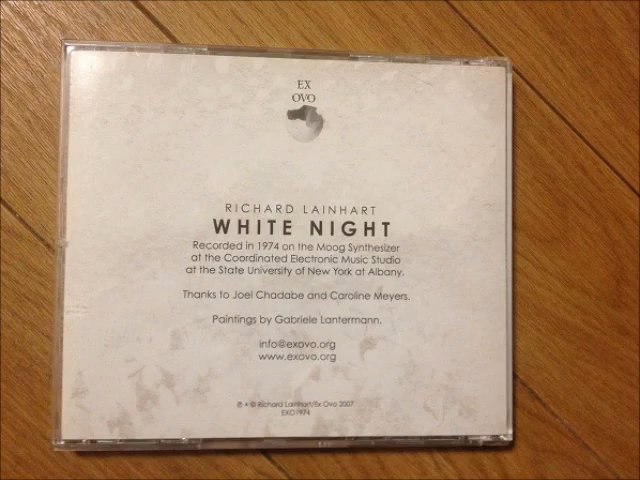 EX
OVO
RICHARD LAINHART
WHITE NIGHT
Recorded in 1974 on the Moog Synthesizer
at the Coordinated Electronic Music Studio
at the State University of New York at Albany.
Thanks to Joel Chadabe and Caroline Meyers.
Paintings by Gabriele Lantermann.
info@exovo.org
www.exovo.org
℗ + © Richard Lainhart/Ex Ovo 2007
EXO1974